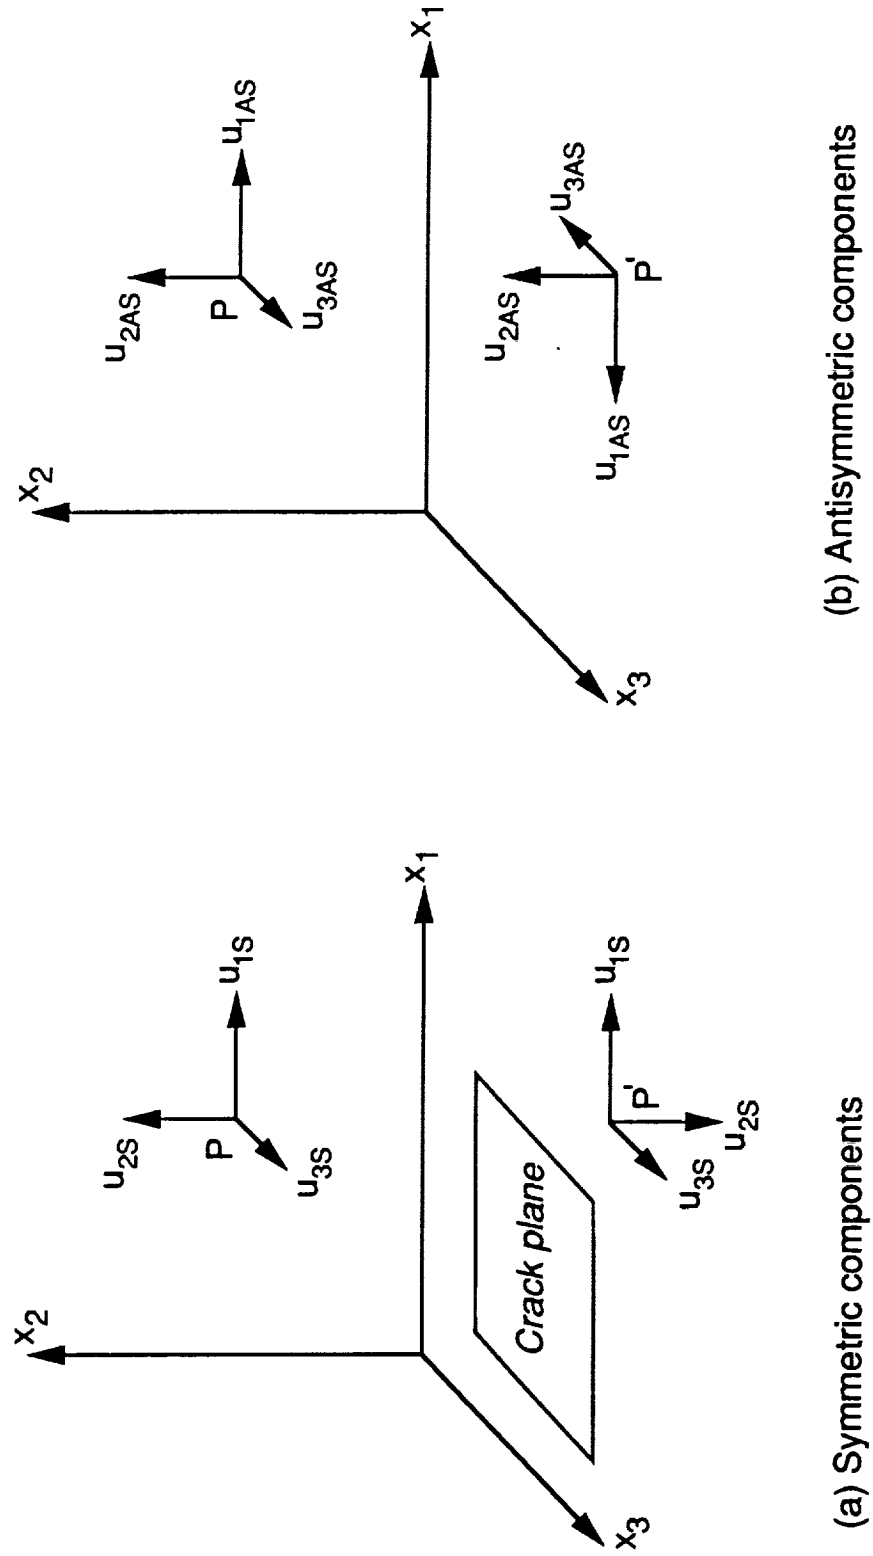 x2
u2S
P
u1S
u3S
x1
Crack plane
P'
u1S
u3S
u2S
x3
(a) Symmetric components
x2
u2AS
P
u1AS
u3AS
x1
u2AS
u3AS
P'
u1AS
x3
(b) Antisymmetric components